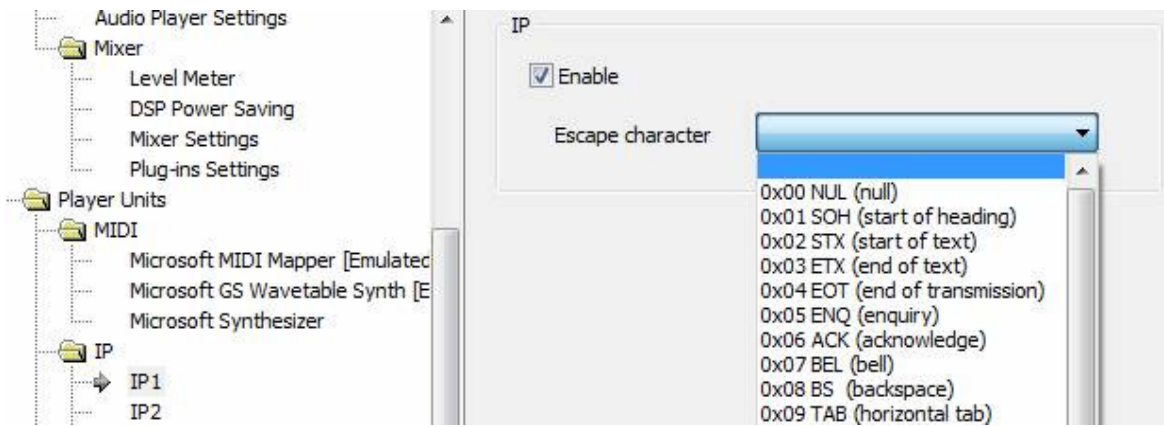 Audio Player Settings
Mixer
Level Meter
DSP Power Saving
Mixer Settings
Plug-ins Settings
Player Units
MIDI
Microsoft MIDI Mapper [Emulated
Microsoft GS Wavetable Synth [E
Microsoft Synthesizer
IP
IP1
IP2
IP
Enable
Escape character
0x00 NUL (null)
0x01 SOH (start of heading)
0x02 STX (start of text)
0x03 ETX (end of text)
0x04 EOT (end of transmission)
0x05 ENQ (enquiry)
0x06 ACK (acknowledge)
0x07 BEL (bell)
0x08 BS  (backspace)
0x09 TAB (horizontal tab)